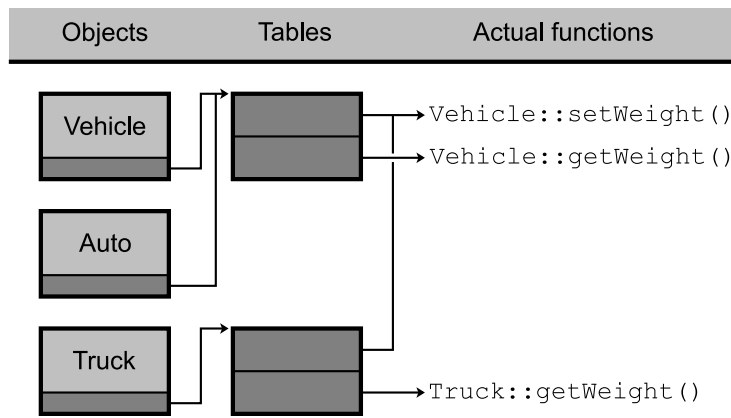 Objects Tables Actual functions
Vehicle
Vehicle::setWeight()
Vehicle::getWeight()
Auto
Truck
Truck::getWeight()